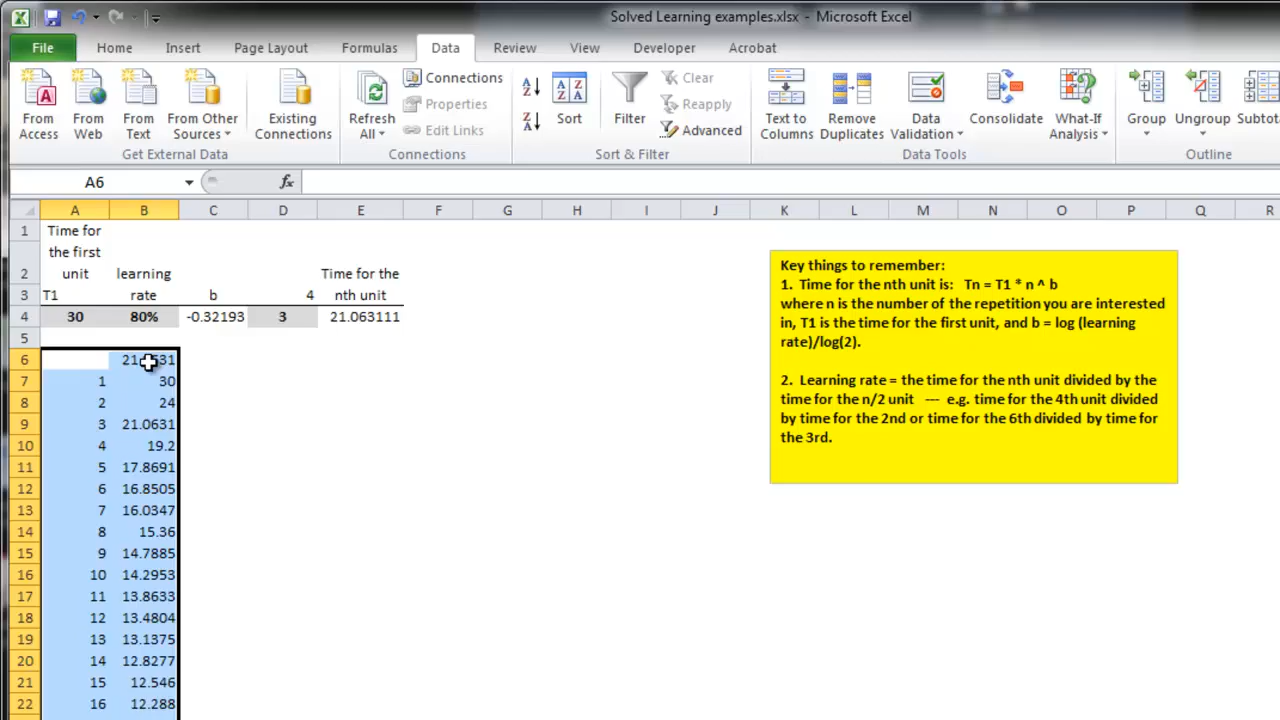 Solved Learning examples.xlsx - Microsoft Excel
File Home Insert Page Layout Formulas Data Review View Developer Acrobat
From Access
From Web
From Text
From Other Sources
Existing Connections
Refresh All
Connections
Properties
Edit Links
Sort
Filter
Clear
Reapply
Advanced
Text to Columns
Remove Duplicates
Data Validation
Consolidate
What-If Analysis
Group
Ungroup
Get External Data Connections Sort & Filter Data Tools Outline
A6 fx
A B C D E F G H I J K L M N O P Q R
1 Time for
the first
2 unit learning Time for the
3 T1 rate b 4 nth unit
4 30 80% -0.32193 3 21.063111
5
6
7 1 30
8 2 24
9 3 21.0631
10 4 19.2
11 5 17.8691
12 6 16.8505
13 7 16.0347
14 8 15.36
15 9 14.7885
16 10 14.2953
17 11 13.8633
18 12 13.4804
19 13 13.1375
20 14 12.8277
21 15 12.546
22 16 12.288
Key things to remember:
1. Time for the nth unit is: Tn = T1 * n ^ b
where n is the number of the repetition you are interested
in, T1 is the time for the first unit, and b = log (learning
rate)/log(2).
2. Learning rate = the time for the nth unit divided by the
time for the n/2 unit --- e.g. time for the 4th unit divided
by time for the 2nd or time for the 6th divided by time for
the 3rd.